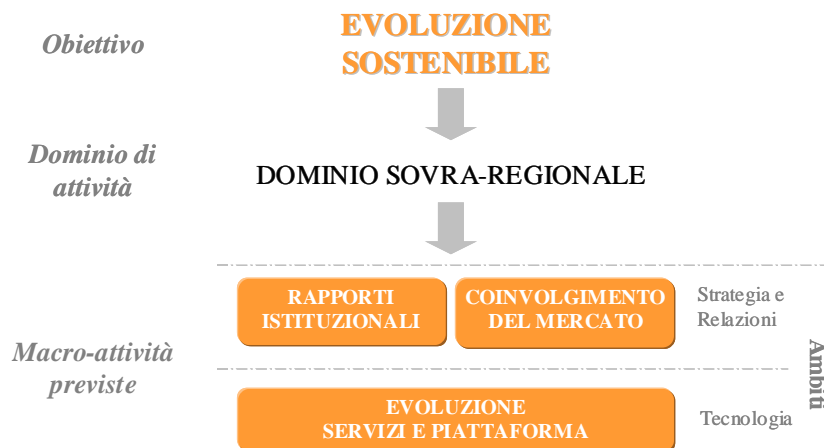 Obiettivo
EVOLUZIONE
SOSTENIBILE
Dominio di
attività
DOMINIO SOVRA-REGIONALE
Macro-attività
previste
RAPPORTI
ISTITUZIONALI
COINVOLGIMENTO
DEL MERCATO
Strategia e
Relazioni
EVOLUZIONE
SERVIZI E PIATTAFORMA
Tecnologia
Ambiti